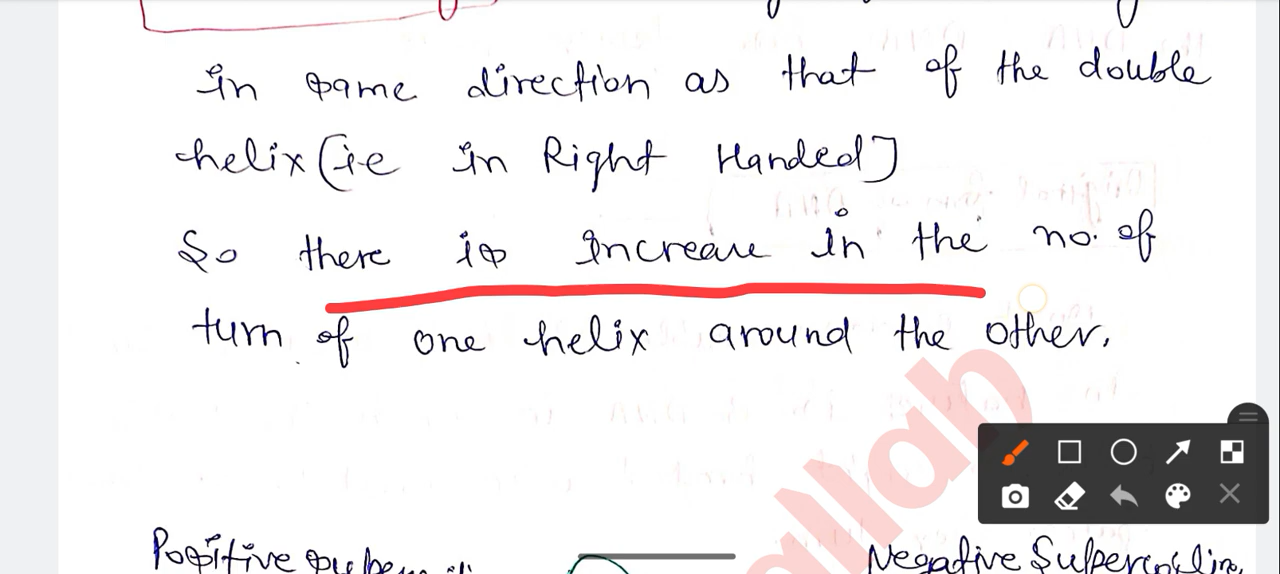 in same direction as that of the double
helix (ie in Right Handed]
So there is increase in the no. of
turn of one helix around the other.
Positive
Negative Supercoiling